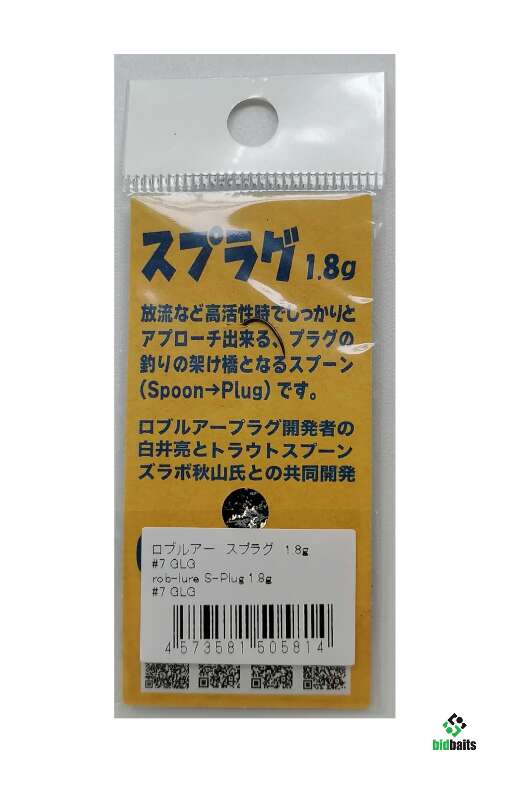 スプラグ 1.8g
放流など高活性時でしっかりと
アプローチ出来る、プラグの
釣りの架け橋となるスプーン
(Spoon→Plug)です。
ロブルアープラグ開発者の
白井亮とトラウトスプーン
ズラボ秋山氏との共同開発
ロブルアー スプラグ 1.8g
#7 GLG
rob-lure S-Plug 1.8g
#7 GLG
4 573581 505814
bidbaits